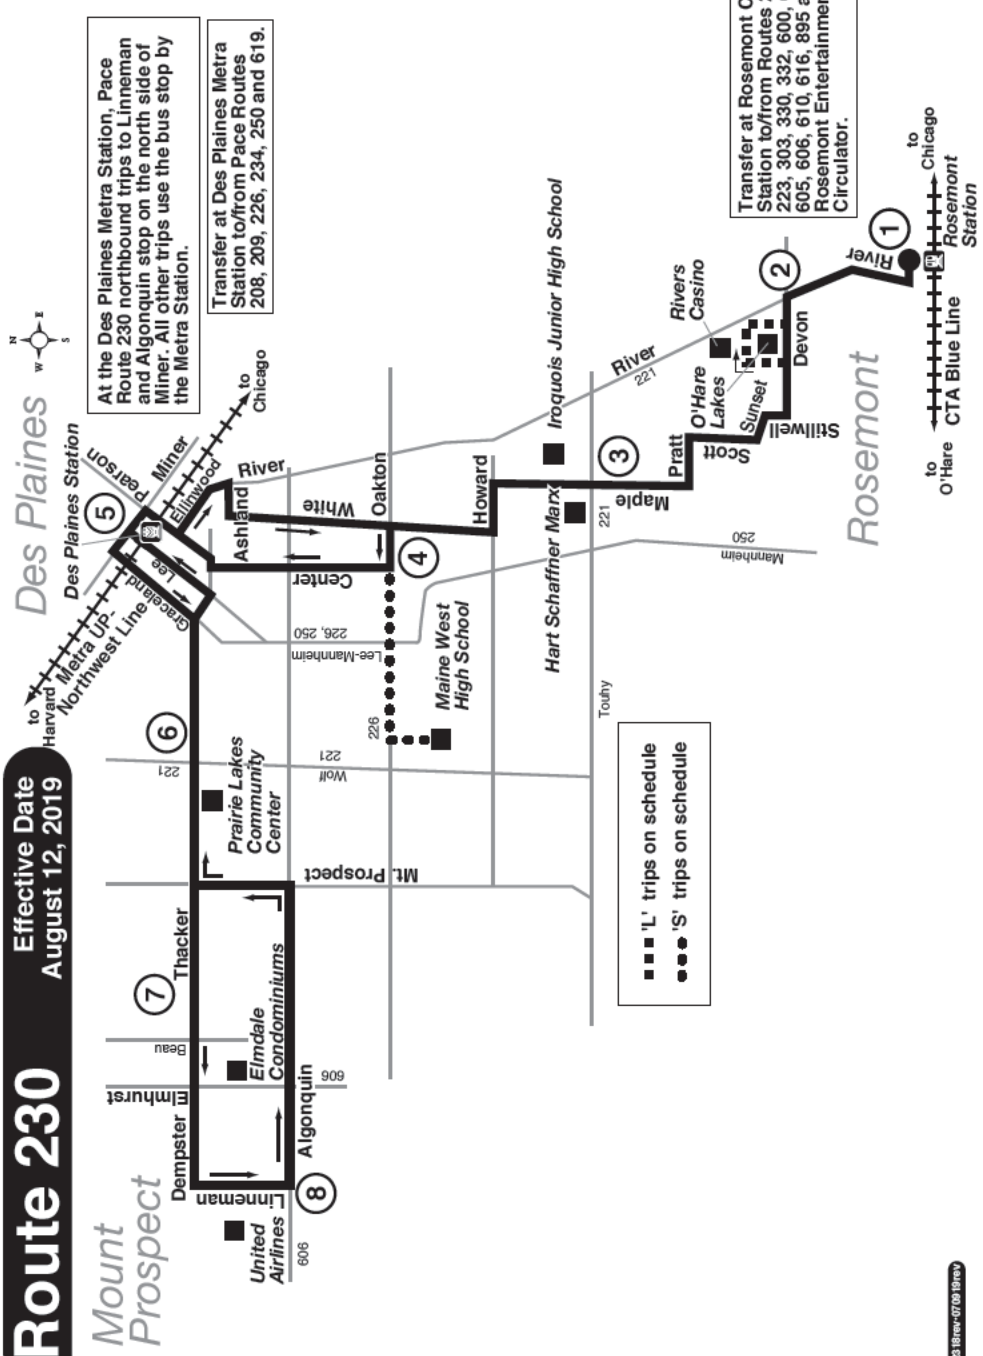 Route 230
Effective Date
August 12, 2019
Mount
Prospect
Des Plaines
Rosemont
N
E
S
W
At the Des Plaines Metra Station, Pace
Route 230 northbound trips to Linneman
and Algonquin stop on the north side of
Miner. All other trips use the bus stop by
the Metra Station.
Transfer at Des Plaines Metra
Station to/from Pace Routes
208, 209, 226, 234, 250 and 619.
Transfer at Rosemont
Station to/from Routes
223, 303, 330, 332, 600,
605, 606, 610, 616, 895
Rosemont Entertainmen
Circulator.
to
Harvard
Metra UP-
Northwest Line
Des Plaines Station
5
Pearson
Miner
Ellinwood
Lee
Graceland
to
Chicago
River
Ashland
White
Center
Oakton
4
Howard
226, 250
Lee-Mannheim
226
Maine West
High School
Hart Schaffner Marx
Iroquois Junior High School
3
Maple
221
250
Mannheim
Pratt
Scott
Stillwell
Sunset
O'Hare
Lakes
Rivers
Casino
River
221
Devon
2
River
1
Rosemont
Station
to
Chicago
CTA Blue Line
to
O'Hare
6
221
Prairie Lakes
Community
Center
Wolf
221
Touhy
Mt. Prospect
Thacker
7
Beau
Elmhurst
Elmdale
Condominiums
606
Dempster
Linneman
Algonquin
8
United
Airlines
606
'L' trips on schedule
'S' trips on schedule
318rev-070919rev